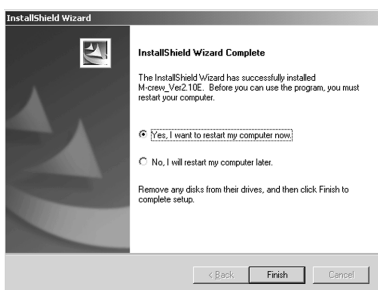 InstallShield Wizard
InstallShield Wizard Complete
The InstallShield Wizard has successfully installed
M-crew_Ver2.10E. Before you can use the program, you must
restart your computer.
Yes, I want to restart my computer now.
No, I will restart my computer later.
Remove any disks from their drives, and then click Finish to
complete setup.
< Back
Finish
Cancel